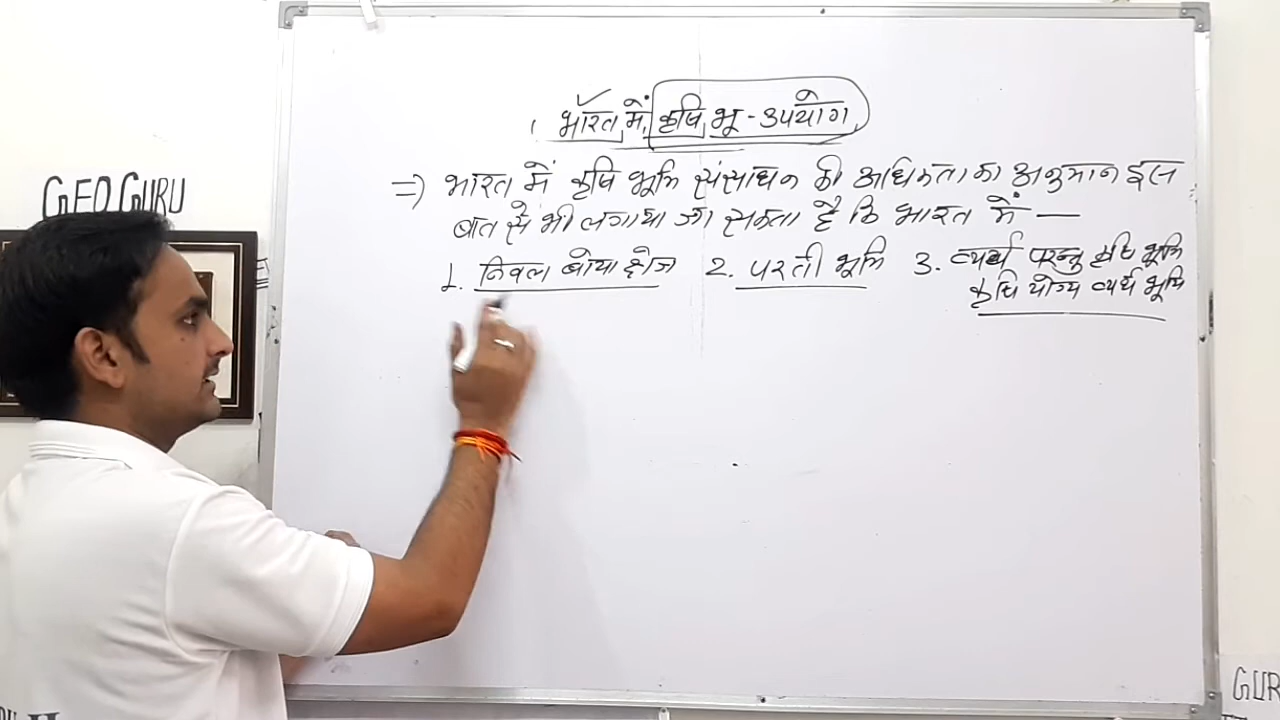 GEO GURU
भारत में कृषि भू-उपयोग
=) भारत में कृषि भूमि संसाधन की अधिकता का अनुमान इस
बात से भी लगाया जा सकता है कि भारत में —
1. निवल बोया क्षेत्र 2. परती भूमि 3. व्यर्थ परन्तु कृषि भूमि
कृषि योग्य व्यर्थ भूमि
GUR